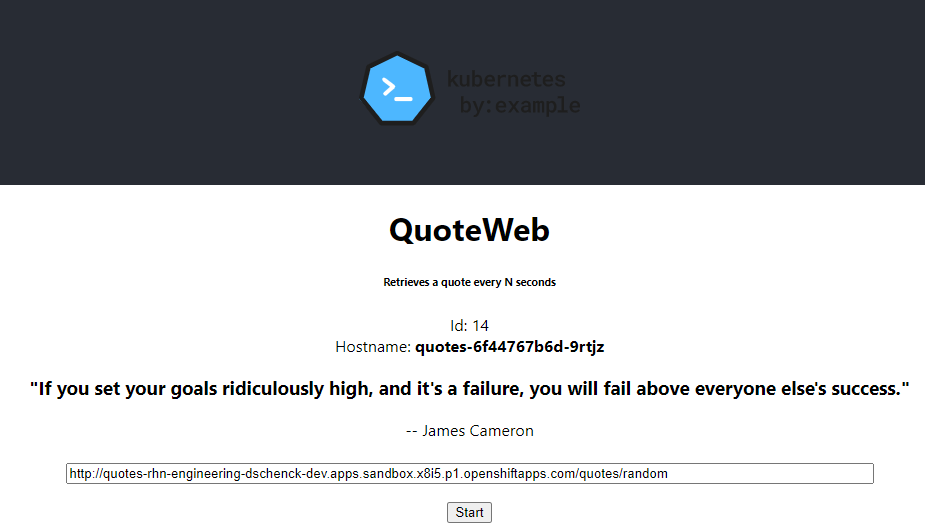 kubernetes
by:example
QuoteWeb
Retrieves a quote every N seconds
Id: 14
Hostname: quotes-6f44767b6d-9rtjz
"If you set your goals ridiculously high, and it's a failure, you will fail above everyone else's success."
-- James Cameron
http://quotes-rhn-engineering-dschenck-dev.apps.sandbox.x8i5.p1.openshiftapps.com/quotes/random
Start